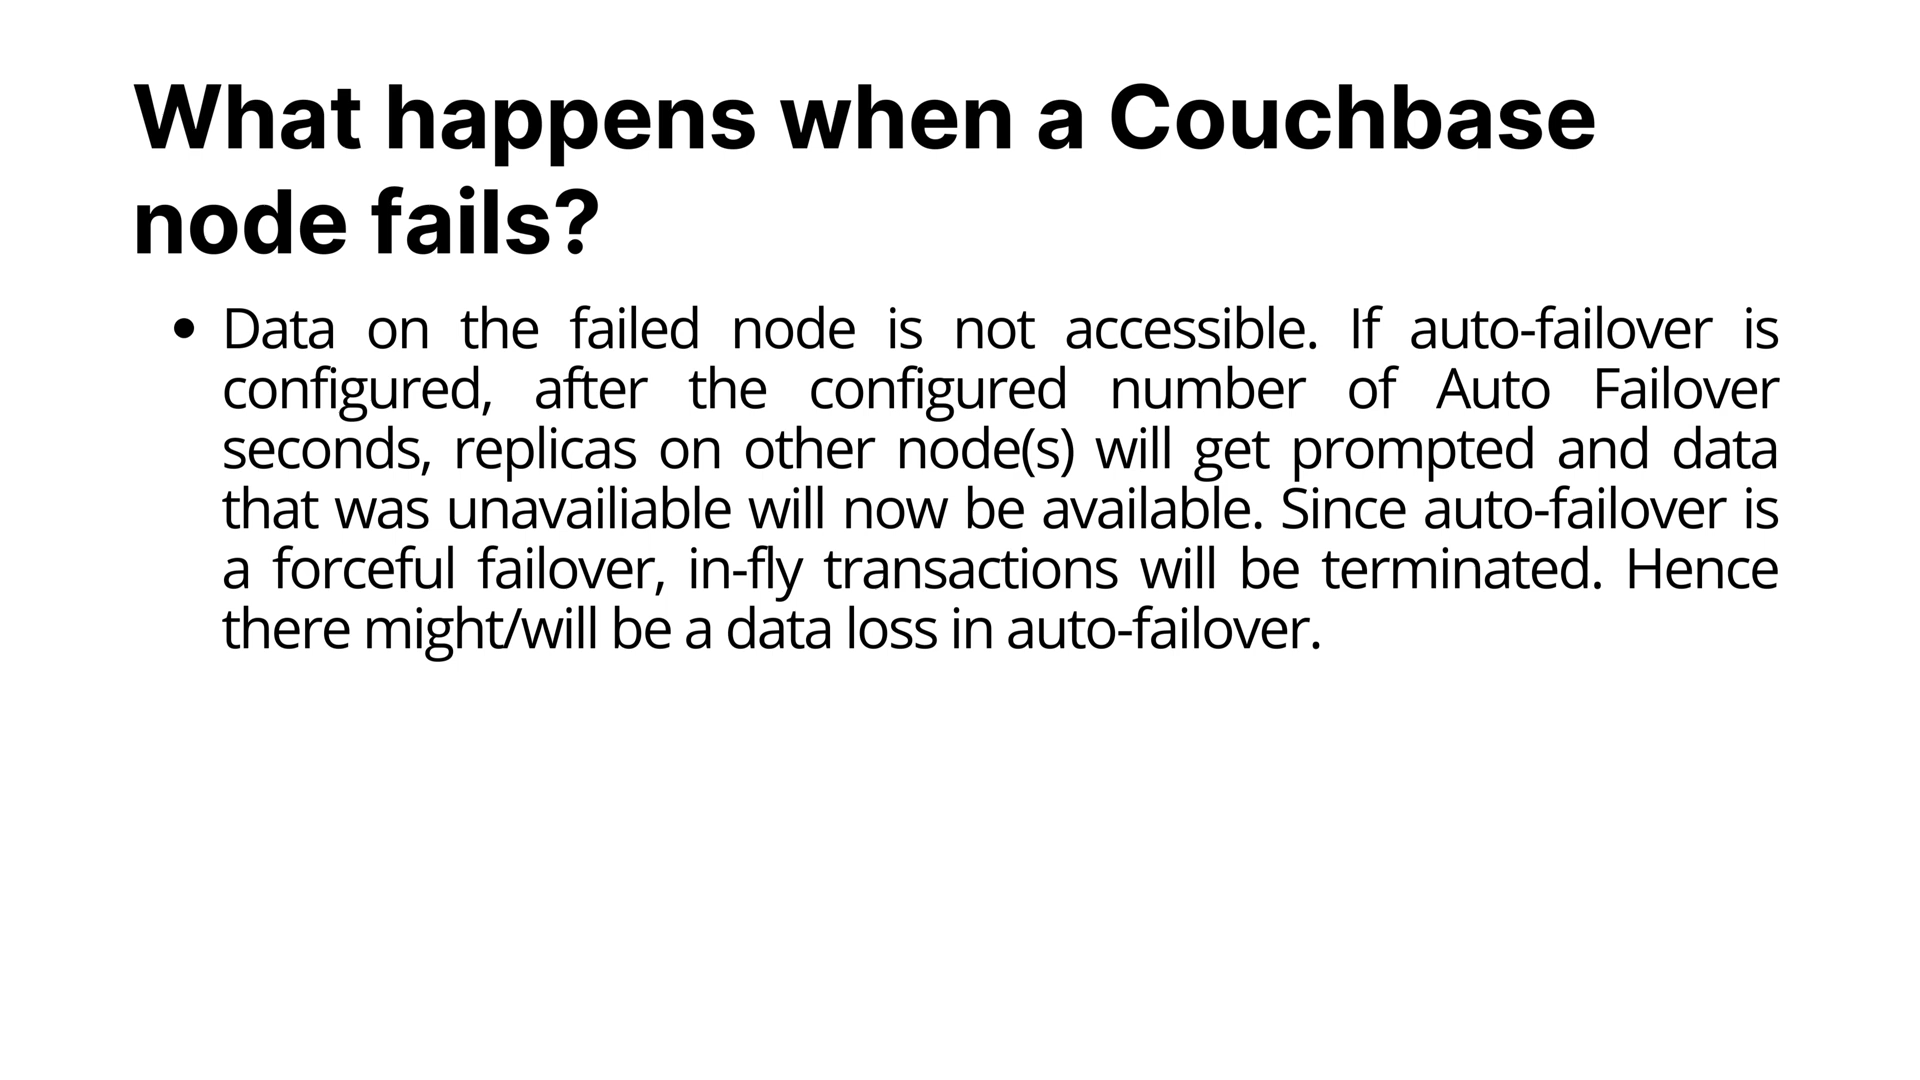 What happens when a Couchbase
node fails?
• Data on the failed node is not accessible. If auto-failover is
configured, after the configured number of Auto Failover
seconds, replicas on other node(s) will get prompted and data
that was unavailiable will now be available. Since auto-failover is
a forceful failover, in-fly transactions will be terminated. Hence
there might/will be a data loss in auto-failover.